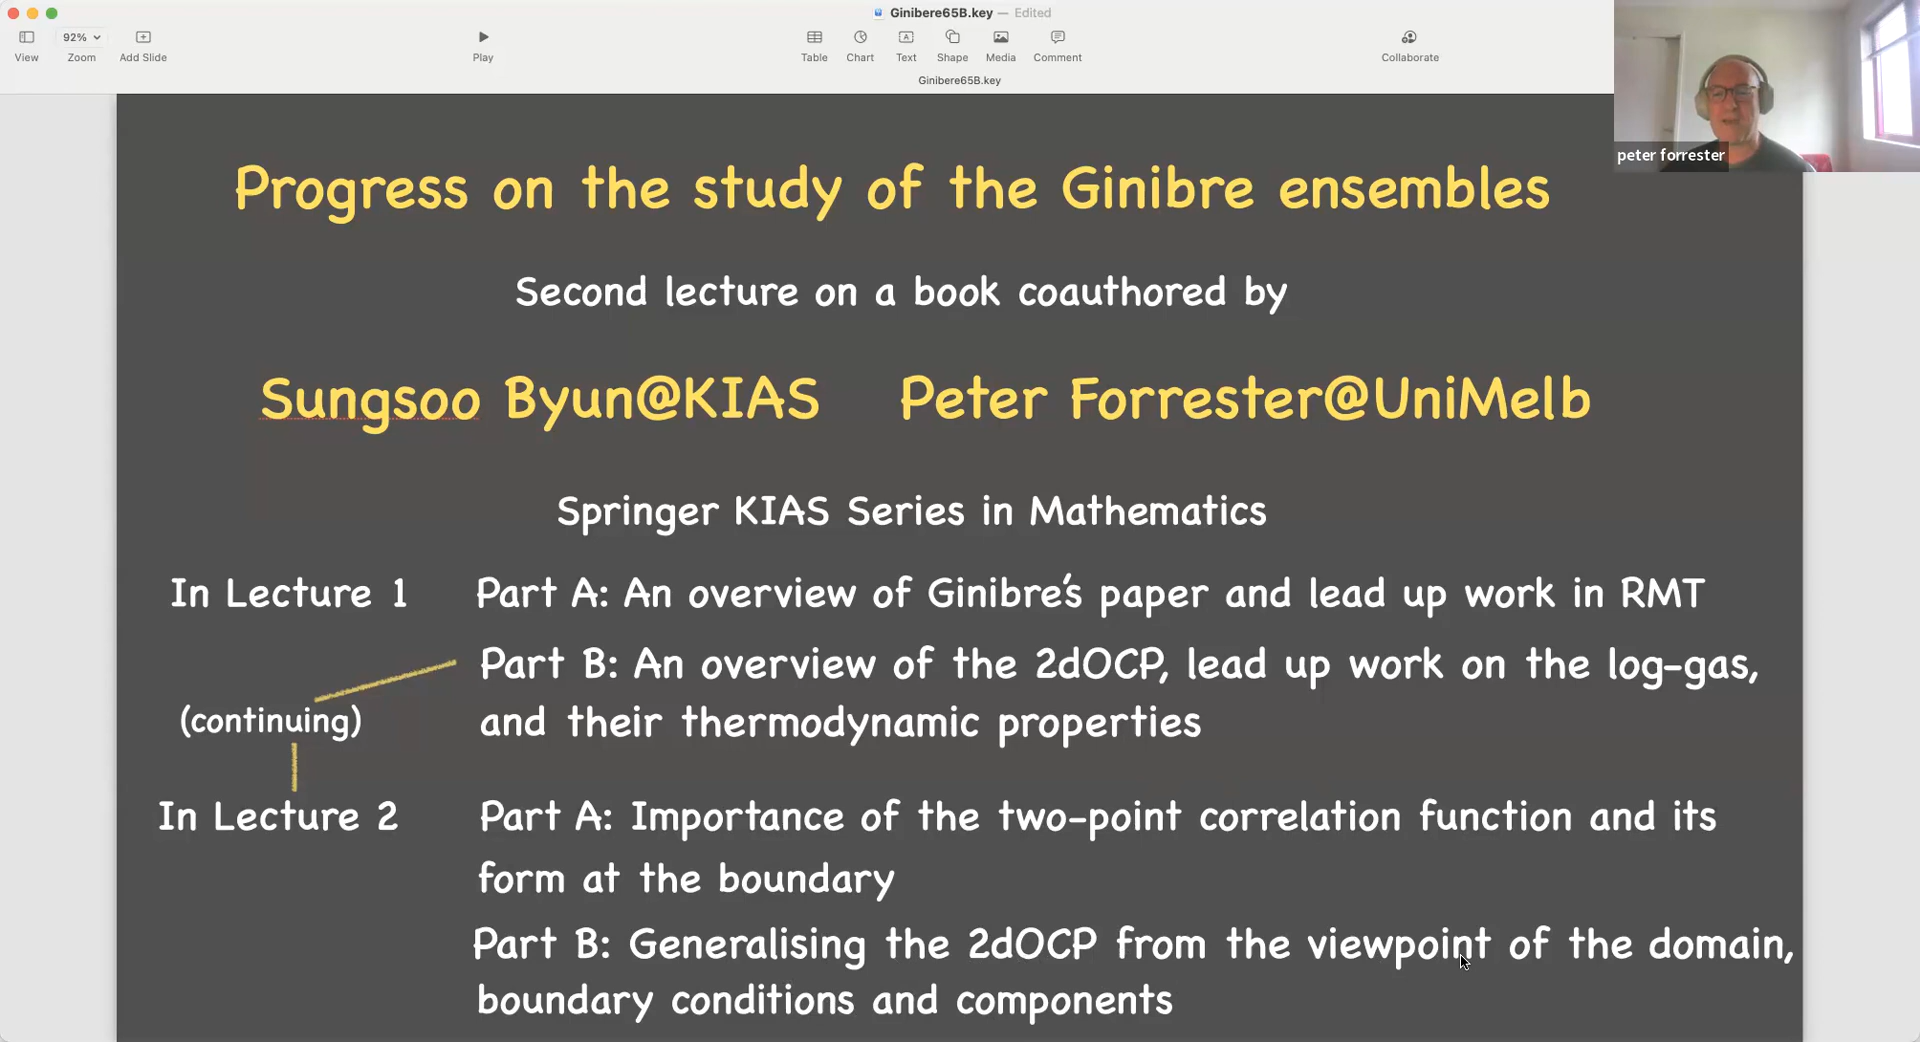 Ginibere65B.key — Edited
92%
View Zoom Add Slide Play Table Chart Text Shape Media Comment Collaborate
Ginibere65B.key
peter forrester
Progress on the study of the Ginibre ensembles
Second lecture on a book coauthored by
Sungsoo Byun@KIAS Peter Forrester@UniMelb
Springer KIAS Series in Mathematics
In Lecture 1 Part A: An overview of Ginibre's paper and lead up work in RMT
Part B: An overview of the 2dOCP, lead up work on the log-gas,
(continuing) and their thermodynamic properties
In Lecture 2 Part A: Importance of the two-point correlation function and its
form at the boundary
Part B: Generalising the 2dOCP from the viewpoint of the domain,
boundary conditions and components